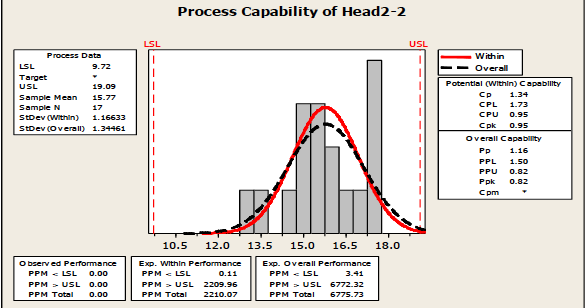 Process Capability of Head2-2
LSL
USL
Process Data
LSL 9.72
Target *
USL 19.09
Sample Mean 15.77
Sample N 17
StDev(Within) 1.16633
StDev(Overall) 1.34461
Within
Overall
Potential (Within) Capability
Cp 1.34
CPL 1.73
CPU 0.95
Cpk 0.95
Overall Capability
Pp 1.16
PPL 1.50
PPU 0.82
Ppk 0.82
Cpm *
10.5 12.0 13.5 15.0 16.5 18.0
Observed Performance
PPM < LSL 0.00
PPM > USL 0.00
PPM Total 0.00
Exp. Within Performance
PPM < LSL 0.11
PPM > USL 2209.96
PPM Total 2210.07
Exp. Overall Performance
PPM < LSL 3.41
PPM > USL 6772.32
PPM Total 6775.73